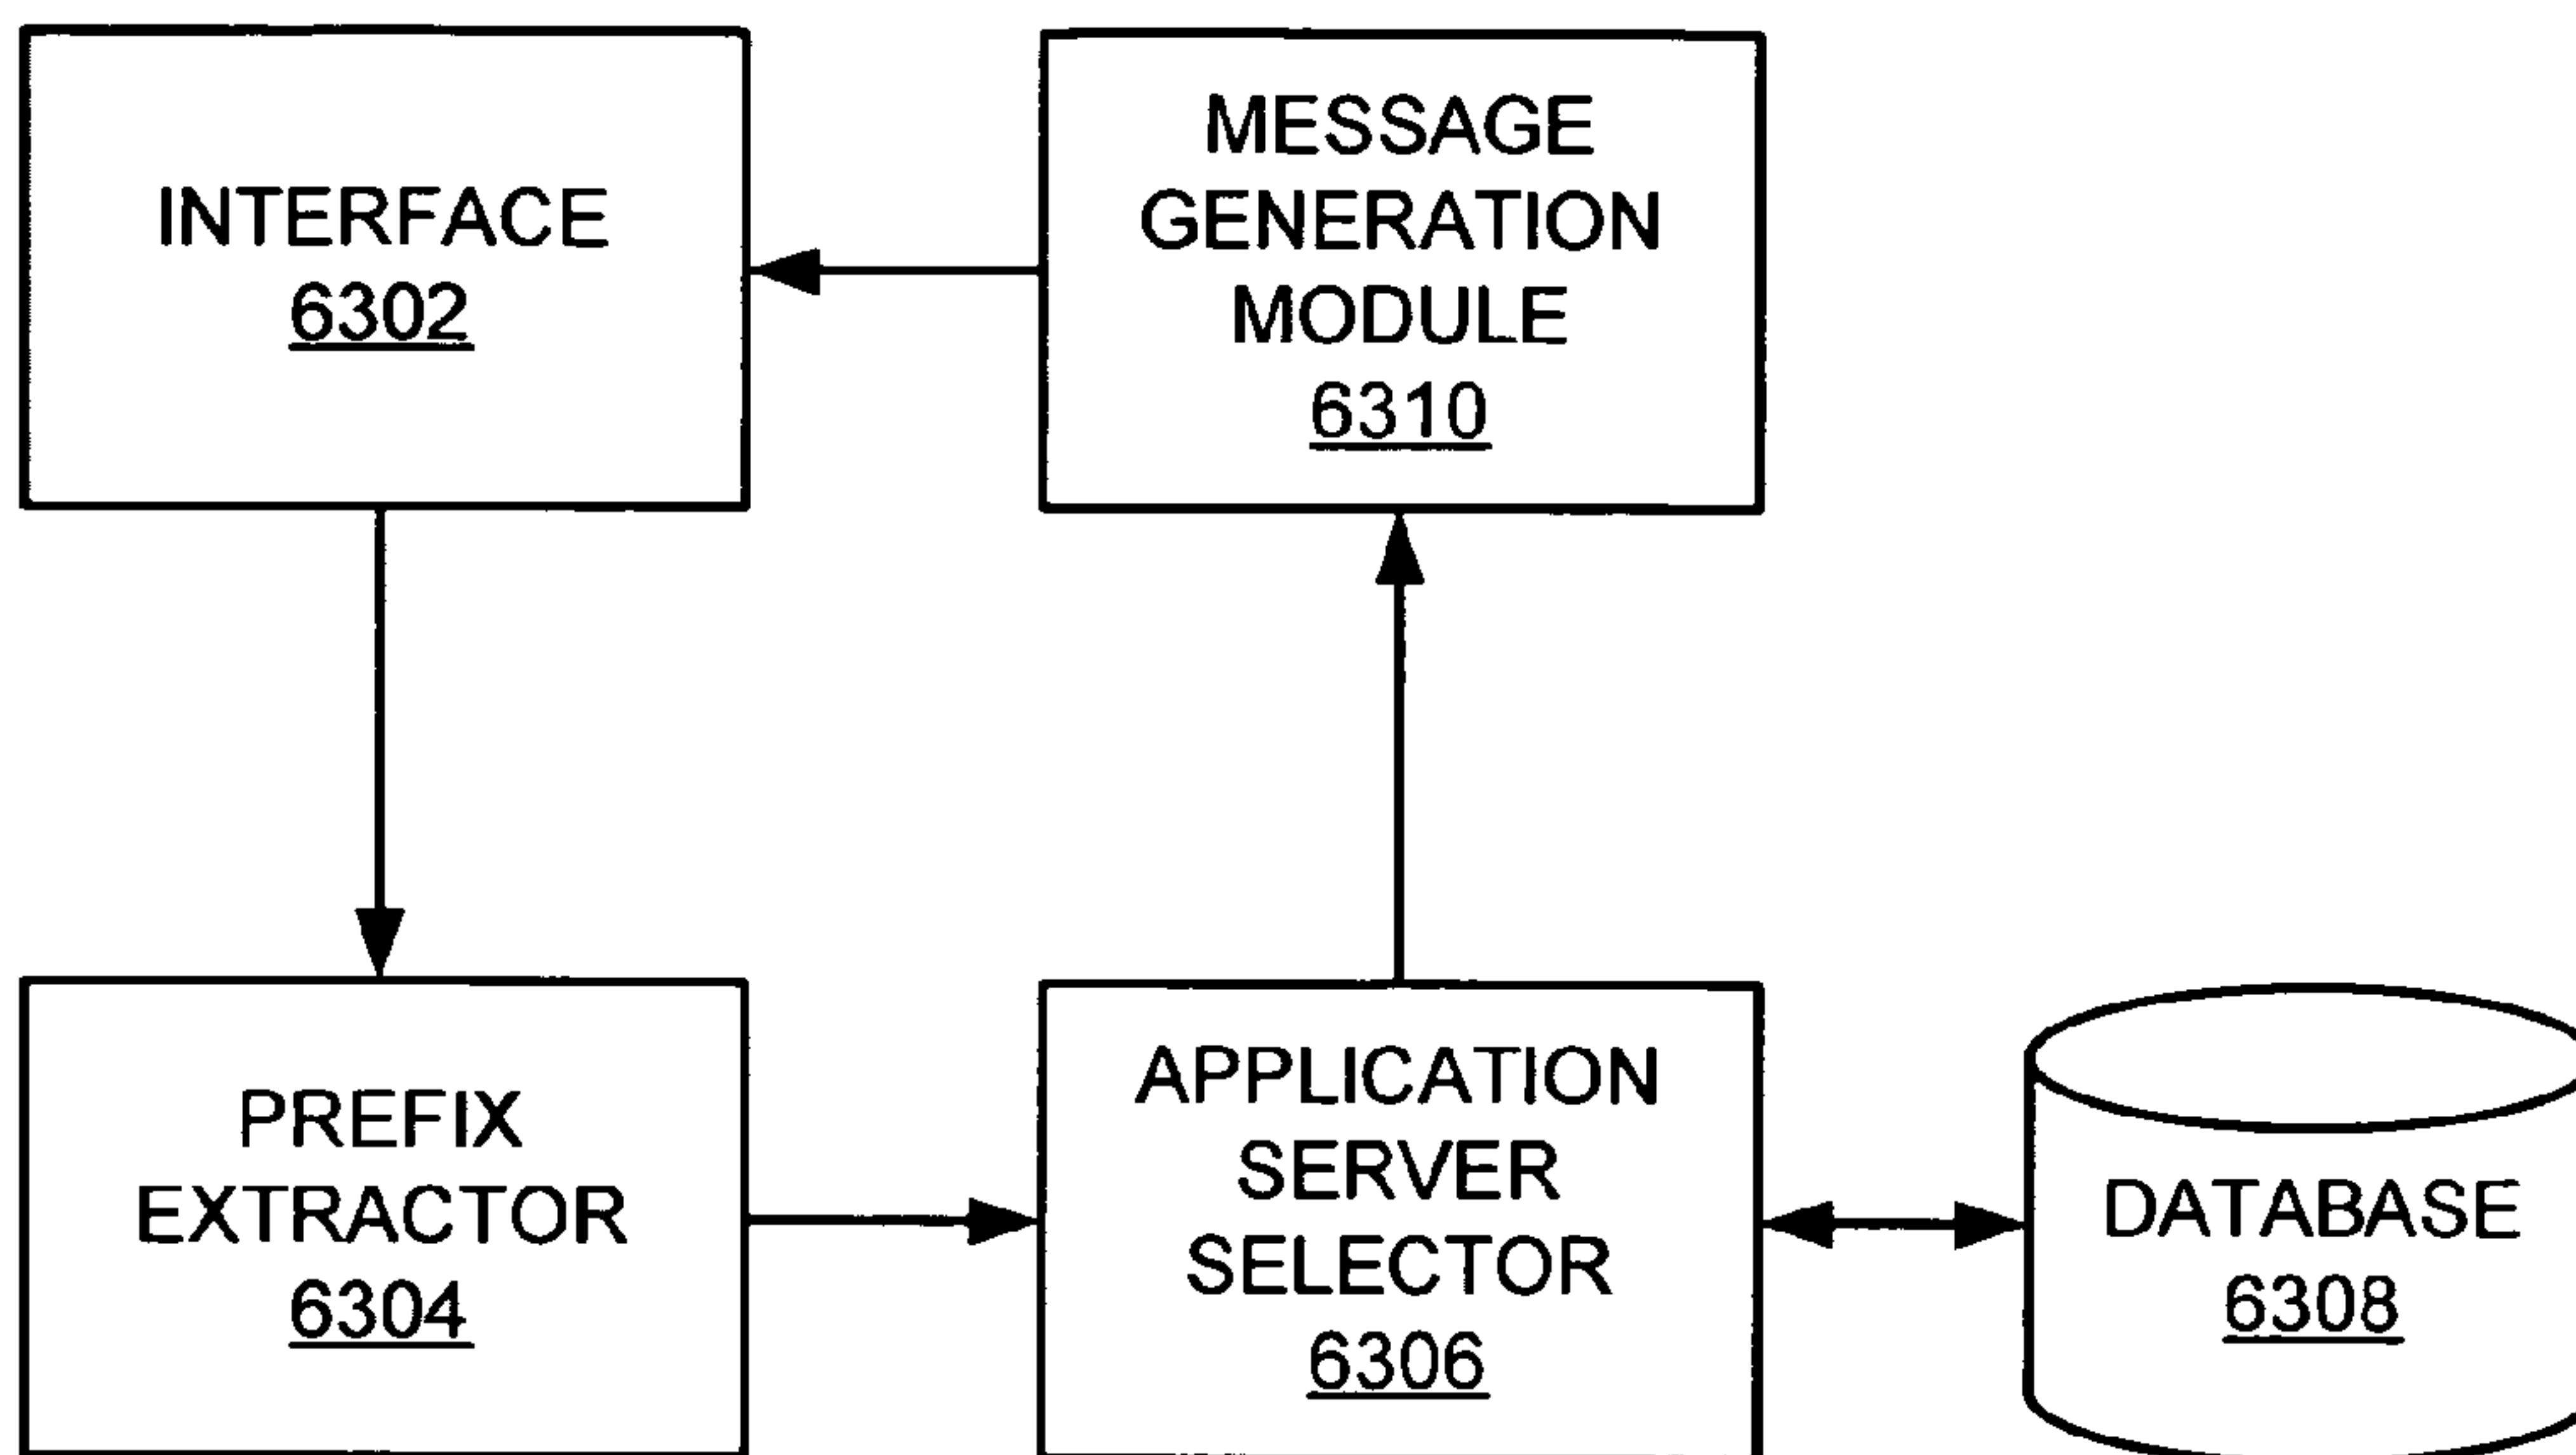 INTERFACE
6302
MESSAGE
GENERATION
MODULE
6310
PREFIX
EXTRACTOR
6304
APPLICATION
SERVER
SELECTOR
6306
DATABASE
6308